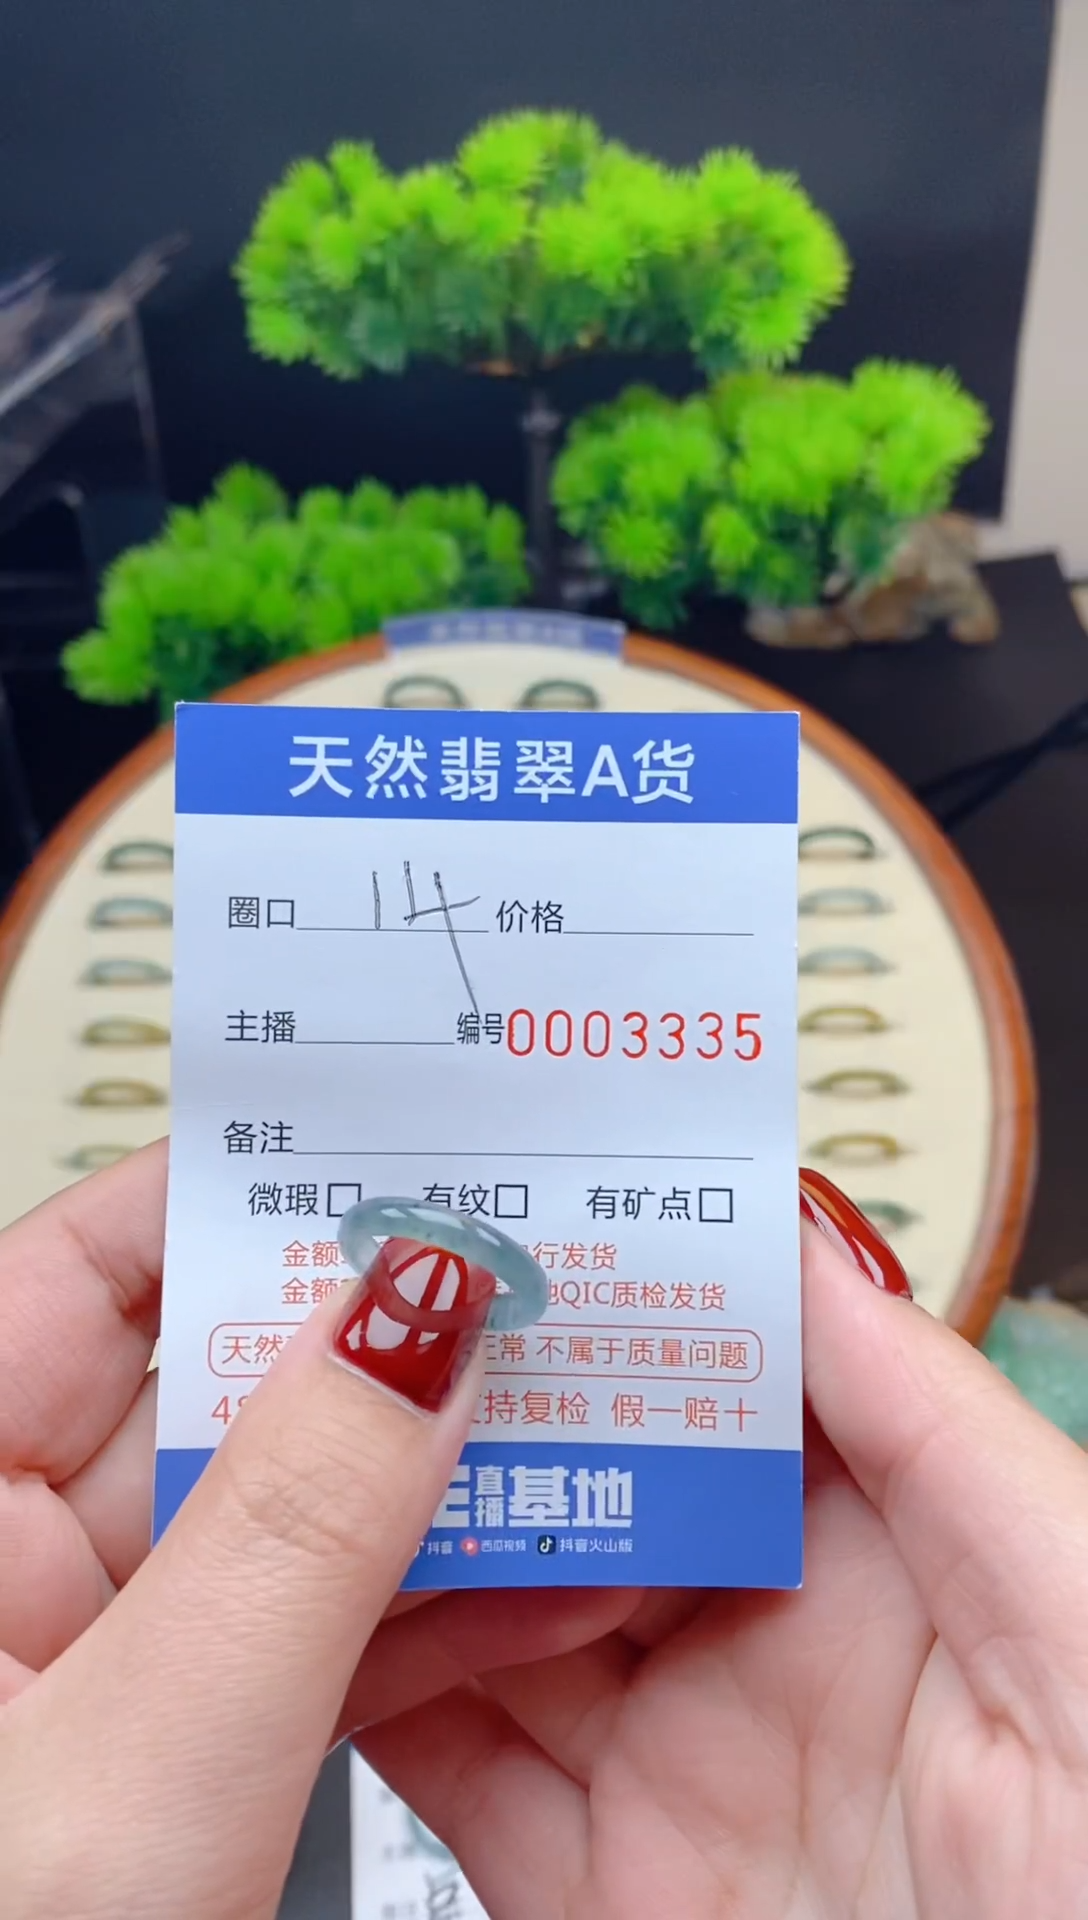 天然翡翠A货
圈口 14 价格
主播 编号0003335
备注
微瑕□ 有纹□ 有矿点□
金额 行发货
金额 地QIC质检发货
天然 正常 不属于质量问题
48 支持复检 假一赔十
直播基地
抖音 西瓜视频 抖音火山版